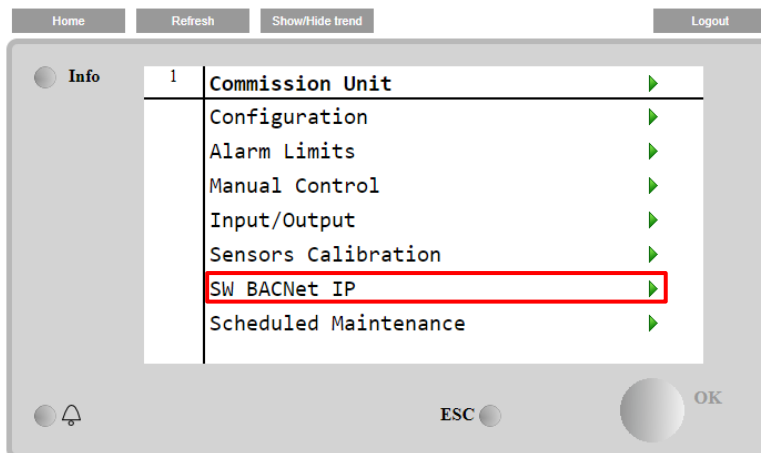 Home Refresh Show/Hide trend Logout
Info 1 Commission Unit
Configuration
Alarm Limits
Manual Control
Input/Output
Sensors Calibration
SW BACNet IP
Scheduled Maintenance
ESC OK